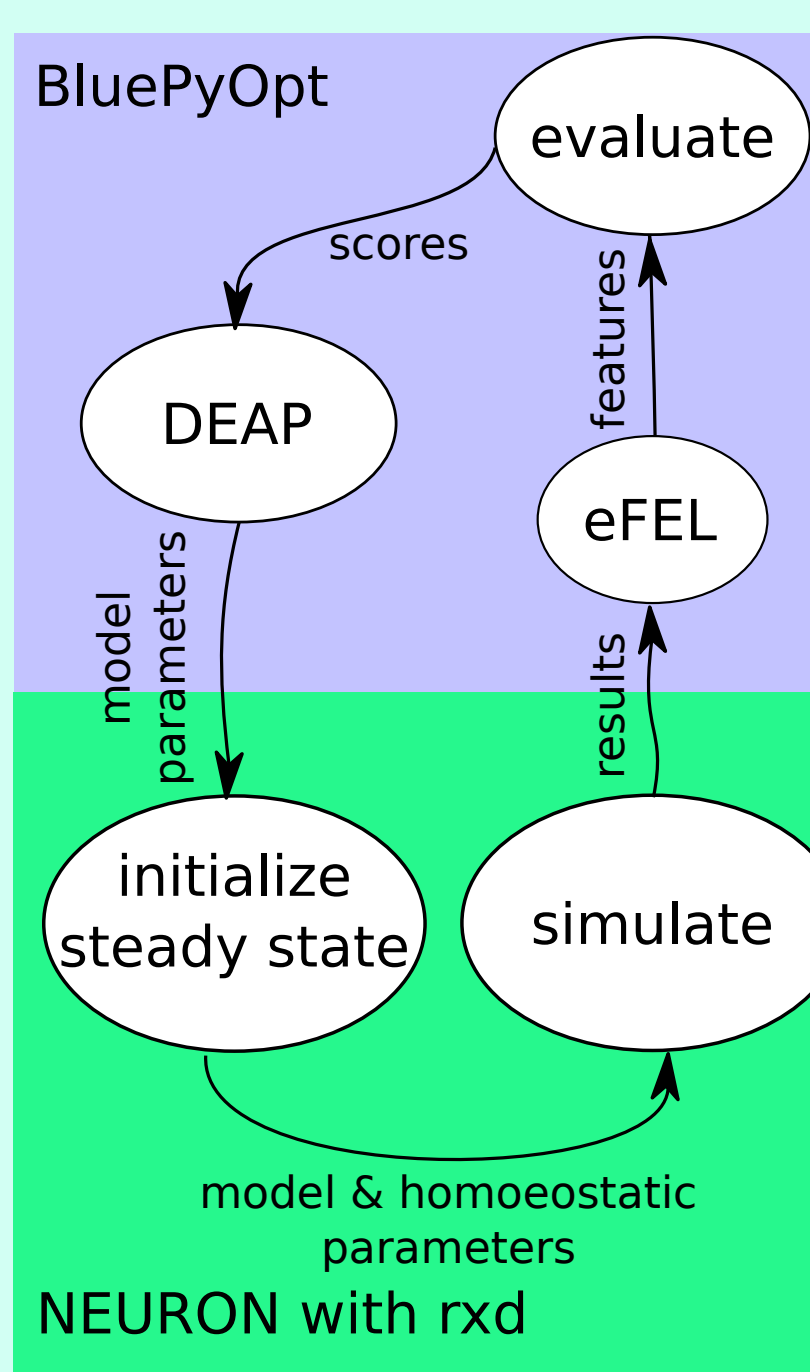 BluePyOpt
evaluate
scores
features
DEAP
eFEL
model
parameters
results
initialize
steady state
simulate
model & homoeostatic
parameters
NEURON with rxd